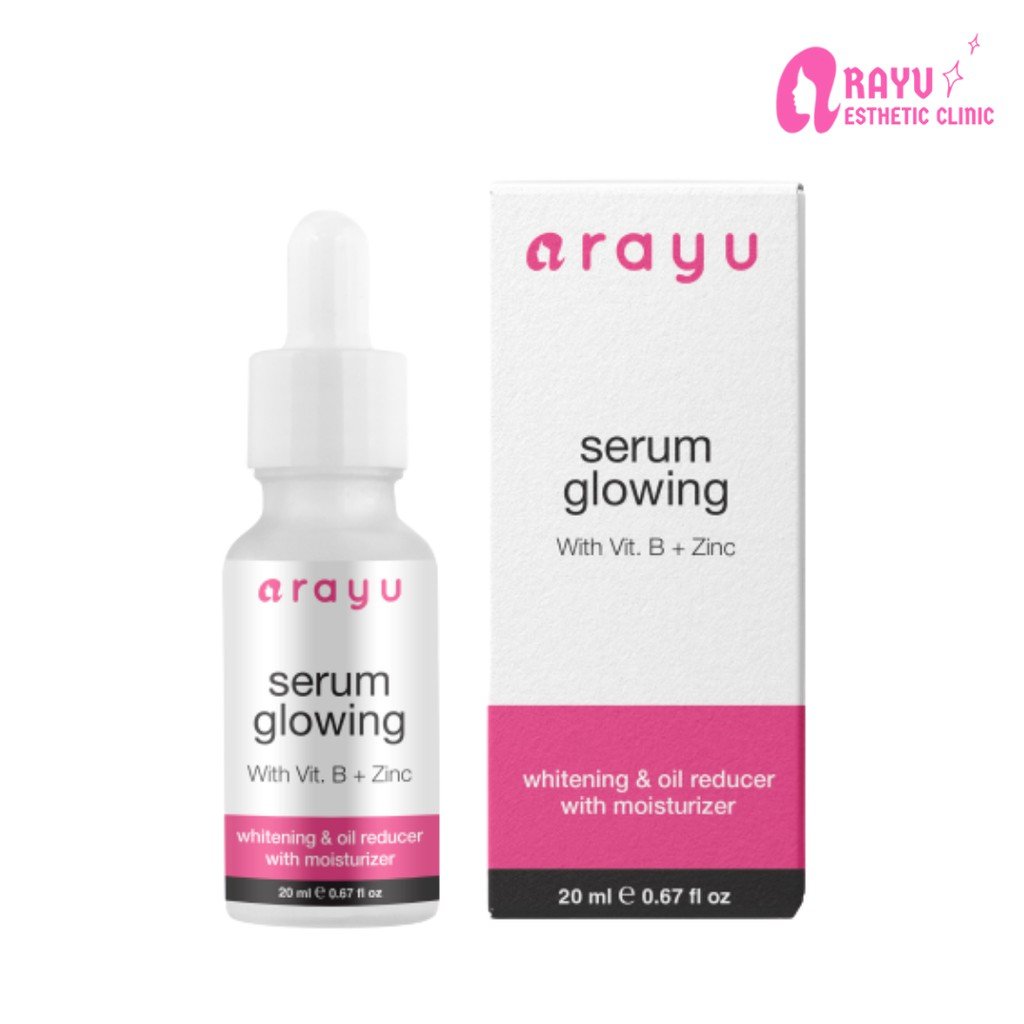 RAYU
ESTHETIC CLINIC
arayu
serum
glowing
With Vit. B + Zinc
whitening & oil reducer
with moisturizer
20 ml ℮ 0.67 fl oz
arayu
serum
glowing
With Vit. B + Zinc
whitening & oil reducer
with moisturizer
20 ml ℮ 0.67 fl oz